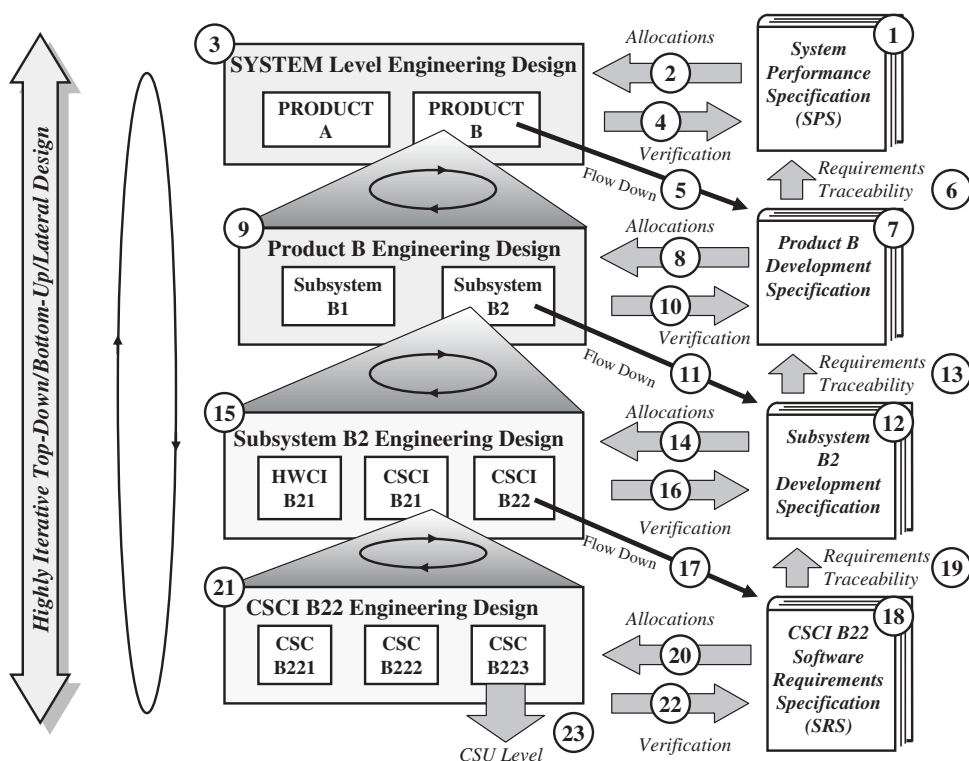 Highly Iterative Top-Down/Bottom-Up/Lateral Design
3
SYSTEM Level Engineering Design
PRODUCT
A
PRODUCT
B
Allocations
2
4
Verification
1
System
Performance
Specification
(SPS)
Flow Down
5
Requirements
Traceability
6
9
Product B Engineering Design
Subsystem
B1
Subsystem
B2
Allocations
8
10
Verification
7
Product B
Development
Specification
Flow Down
11
Requirements
Traceability
13
15
Subsystem B2 Engineering Design
HWCI
B21
CSCI
B21
CSCI
B22
Allocations
14
16
Verification
12
Subsystem
B2
Development
Specification
Flow Down
17
Requirements
Traceability
19
21
CSCI B22 Engineering Design
CSC
B221
CSC
B222
CSC
B223
Allocations
20
22
Verification
18
CSCI B22
Software
Requirements
Specification
(SRS)
23
CSU Level